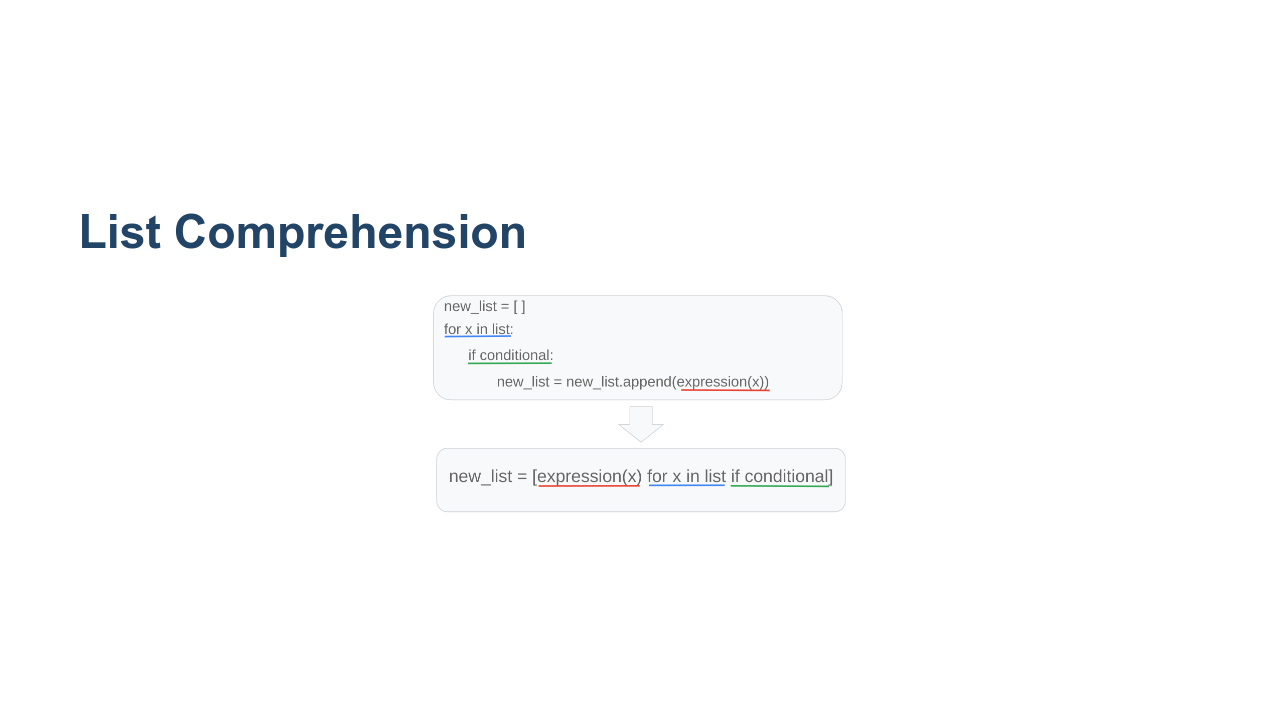 List Comprehension
new_list = [ ]
for x in list:
if conditional:
new_list = new_list.append(expression(x))
new_list = [expression(x) for x in list if conditional]